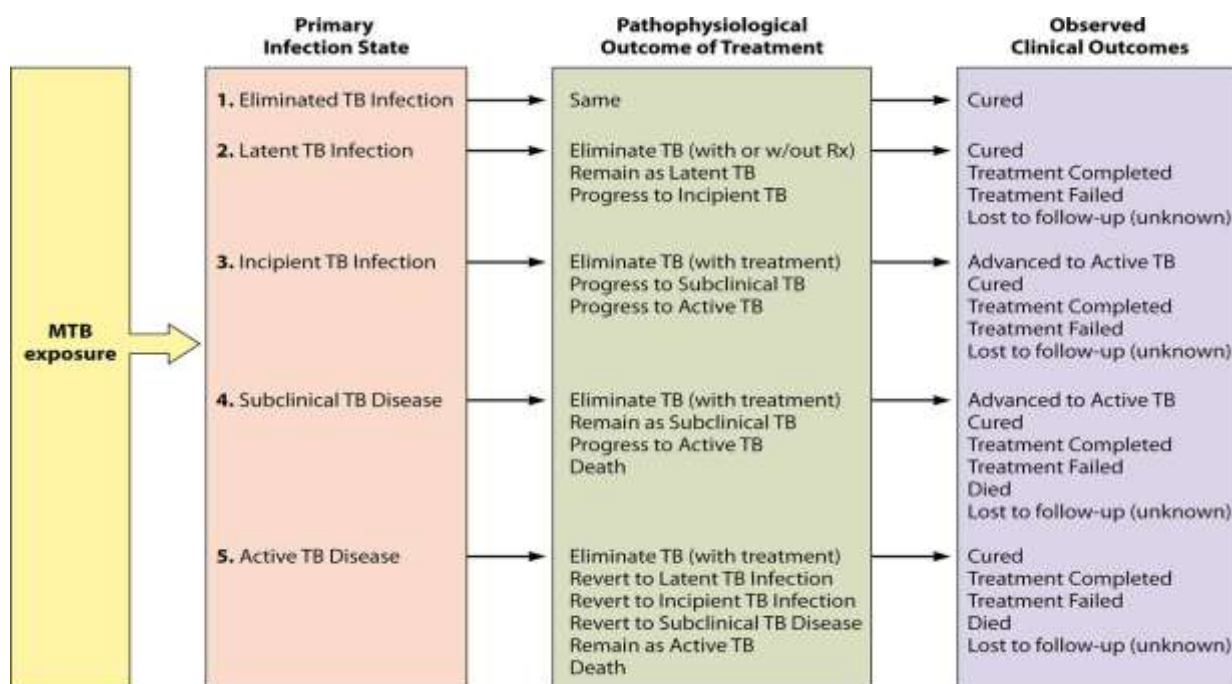 Primary
Infection State
Pathophysiological
Outcome of Treatment
Observed
Clinical Outcomes
MTB
exposure
1. Eliminated TB Infection
Same
Cured
2. Latent TB Infection
Eliminate TB (with or w/out Rx)
Remain as Latent TB
Progress to Incipient TB
Cured
Treatment Completed
Treatment Failed
Lost to follow-up (unknown)
3. Incipient TB Infection
Eliminate TB (with treatment)
Progress to Subclinical TB
Progress to Active TB
Advanced to Active TB
Cured
Treatment Completed
Treatment Failed
Lost to follow-up (unknown)
4. Subclinical TB Disease
Eliminate TB (with treatment)
Remain as Subclinical TB
Progress to Active TB
Death
Advanced to Active TB
Cured
Treatment Completed
Treatment Failed
Died
Lost to follow-up (unknown)
5. Active TB Disease
Eliminate TB (with treatment)
Revert to Latent TB Infection
Revert to Incipient TB Infection
Revert to Subclinical TB Disease
Remain as Active TB
Death
Cured
Treatment Completed
Treatment Failed
Died
Lost to follow-up (unknown)